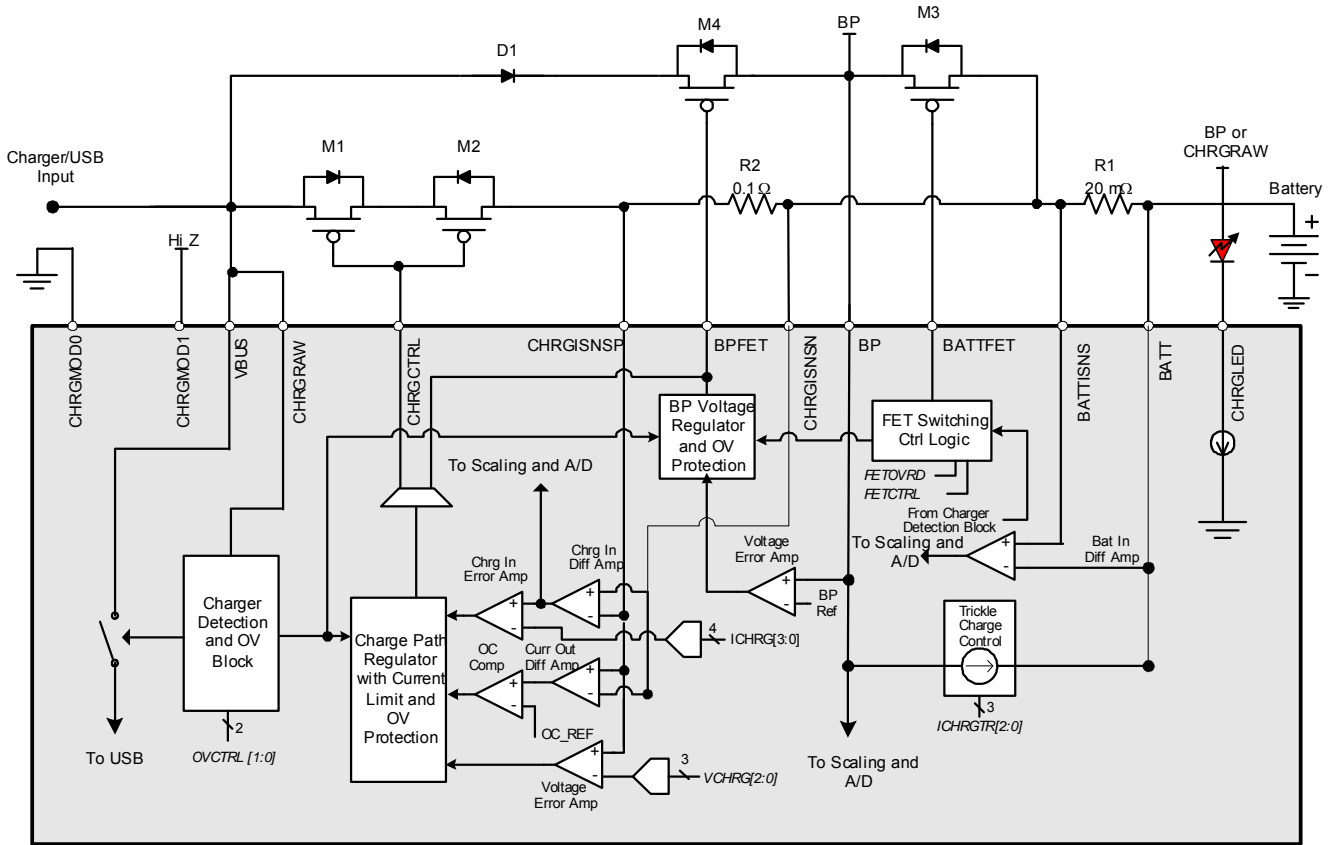 M4
BP
M3
D1
M1
M2
R2
0.1 Ω
R1
20 mΩ
BP or
CHRGRAW
Battery
+
−
Charger/USB
Input
Hi Z
CHRGMOD0
CHRGMOD1
VBUS
CHRGRAW
CHRGCTRL
CHRGISNSP
BPFET
CHRGISNSN
BP
BATTFET
BATTISNS
BATT
CHRGLED
BP Voltage
Regulator
and OV
Protection
FET Switching
Ctrl Logic
FETOVRD
FETCTRL
From Charger
Detection Block
To Scaling and A/D
To Scaling and
A/D
+
-
Bat In
Diff Amp
Voltage
Error Amp
+
-
BP
Ref
Chrg In
Error Amp
+
-
Chrg In
Diff Amp
+
-
4
ICHRG[3:0]
Charger
Detection
and OV
Block
2
OVCTRL [1:0]
To USB
Charge Path
Regulator
with Current
Limit and
OV
Protection
OC
Comp
+
-
OC_REF
Curr Out
Diff Amp
+
-
+
-
Voltage
Error Amp
3
VCHRG[2:0]
Trickle
Charge
Control
3
ICHRGTR[2:0]
To Scaling and
A/D